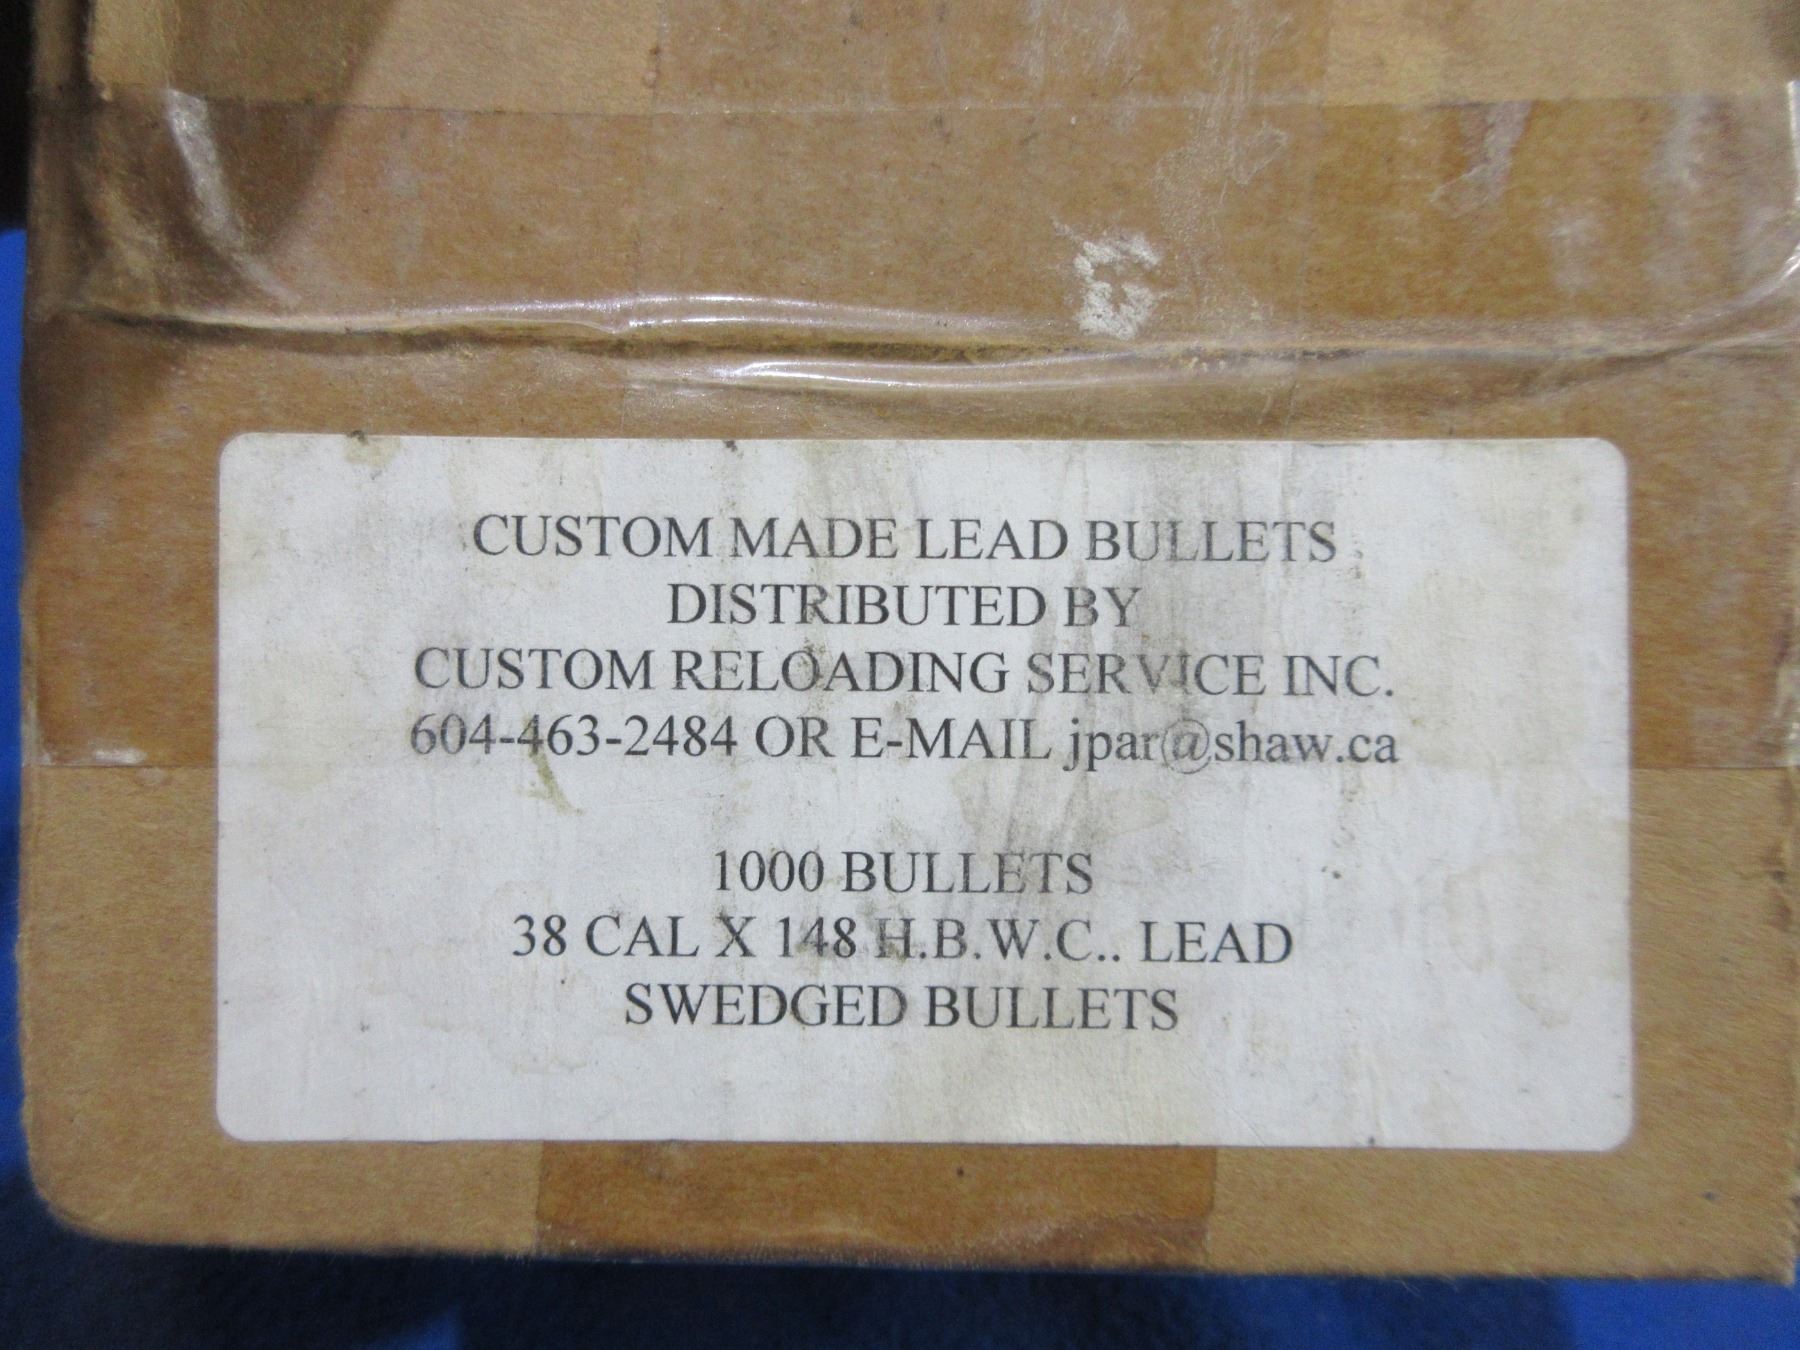 CUSTOM MADE LEAD BULLETS
DISTRIBUTED BY
CUSTOM RELOADING SERVICE INC.
604-463-2484 OR E-MAIL jpar@shaw.ca
1000 BULLETS
38 CAL X 148 H.B.W.C.. LEAD
SWEDGED BULLETS